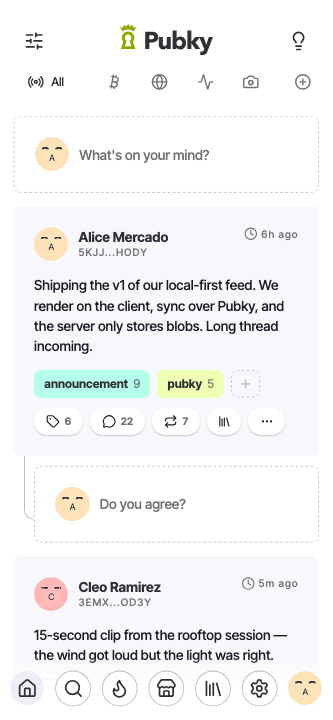 Pubky
All
A
What's on your mind?
A
Alice Mercado
5KJJ...HODY
6h ago
Shipping the v1 of our local-first feed. We
render on the client, sync over Pubky, and
the server only stores blobs. Long thread
incoming.
announcement 9
pubky 5
+
6
22
7
A
Do you agree?
C
Cleo Ramirez
3EMX...OD3Y
5m ago
15-second clip from the rooftop session —
the wind got loud but the light was right.
A